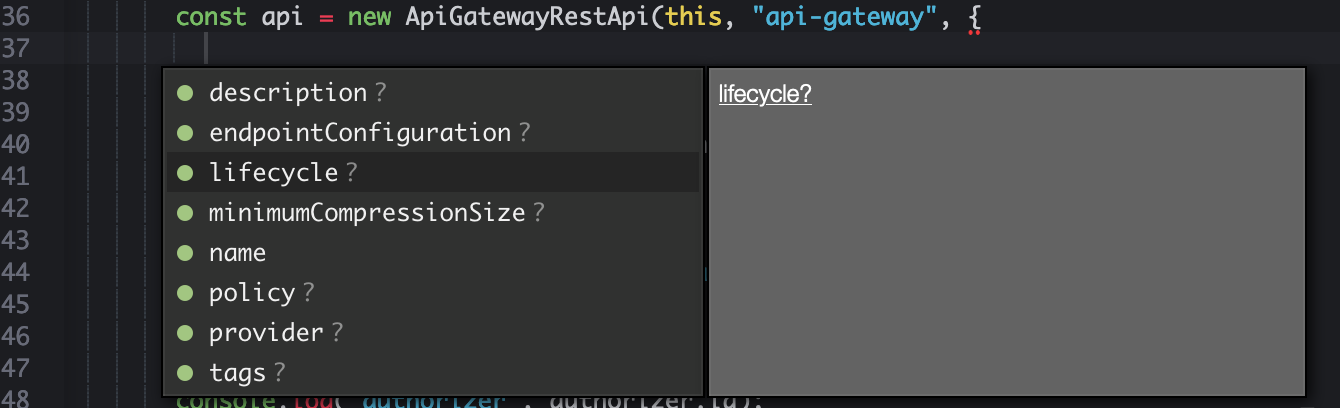 36 const api = new ApiGatewayRestApi(this, "api-gateway", {
37
38 description?
39 endpointConfiguration?
40 lifecycle?
41 minimumCompressionSize?
42 name
43 policy?
44 provider?
45 tags?
46
47
48 console.log("authorizer", authorizer.id);
lifecycle?